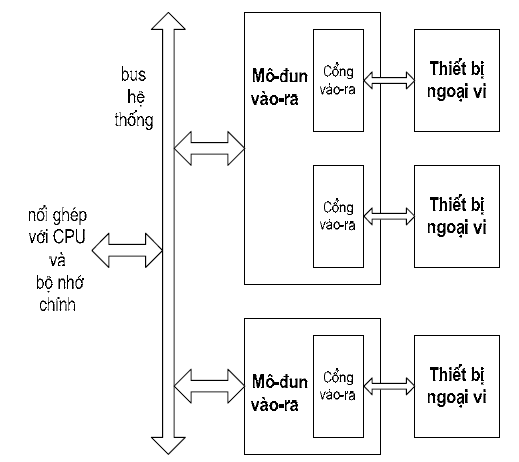 bus
hệ
thống
nối ghép
với CPU
và
bộ nhớ
chính
Mô-đun
vào-ra
Cổng
vào-ra
Thiết bị
ngoại vi
Cổng
vào-ra
Thiết bị
ngoại vi
Mô-đun
vào-ra
Cổng
vào-ra
Thiết bị
ngoại vi